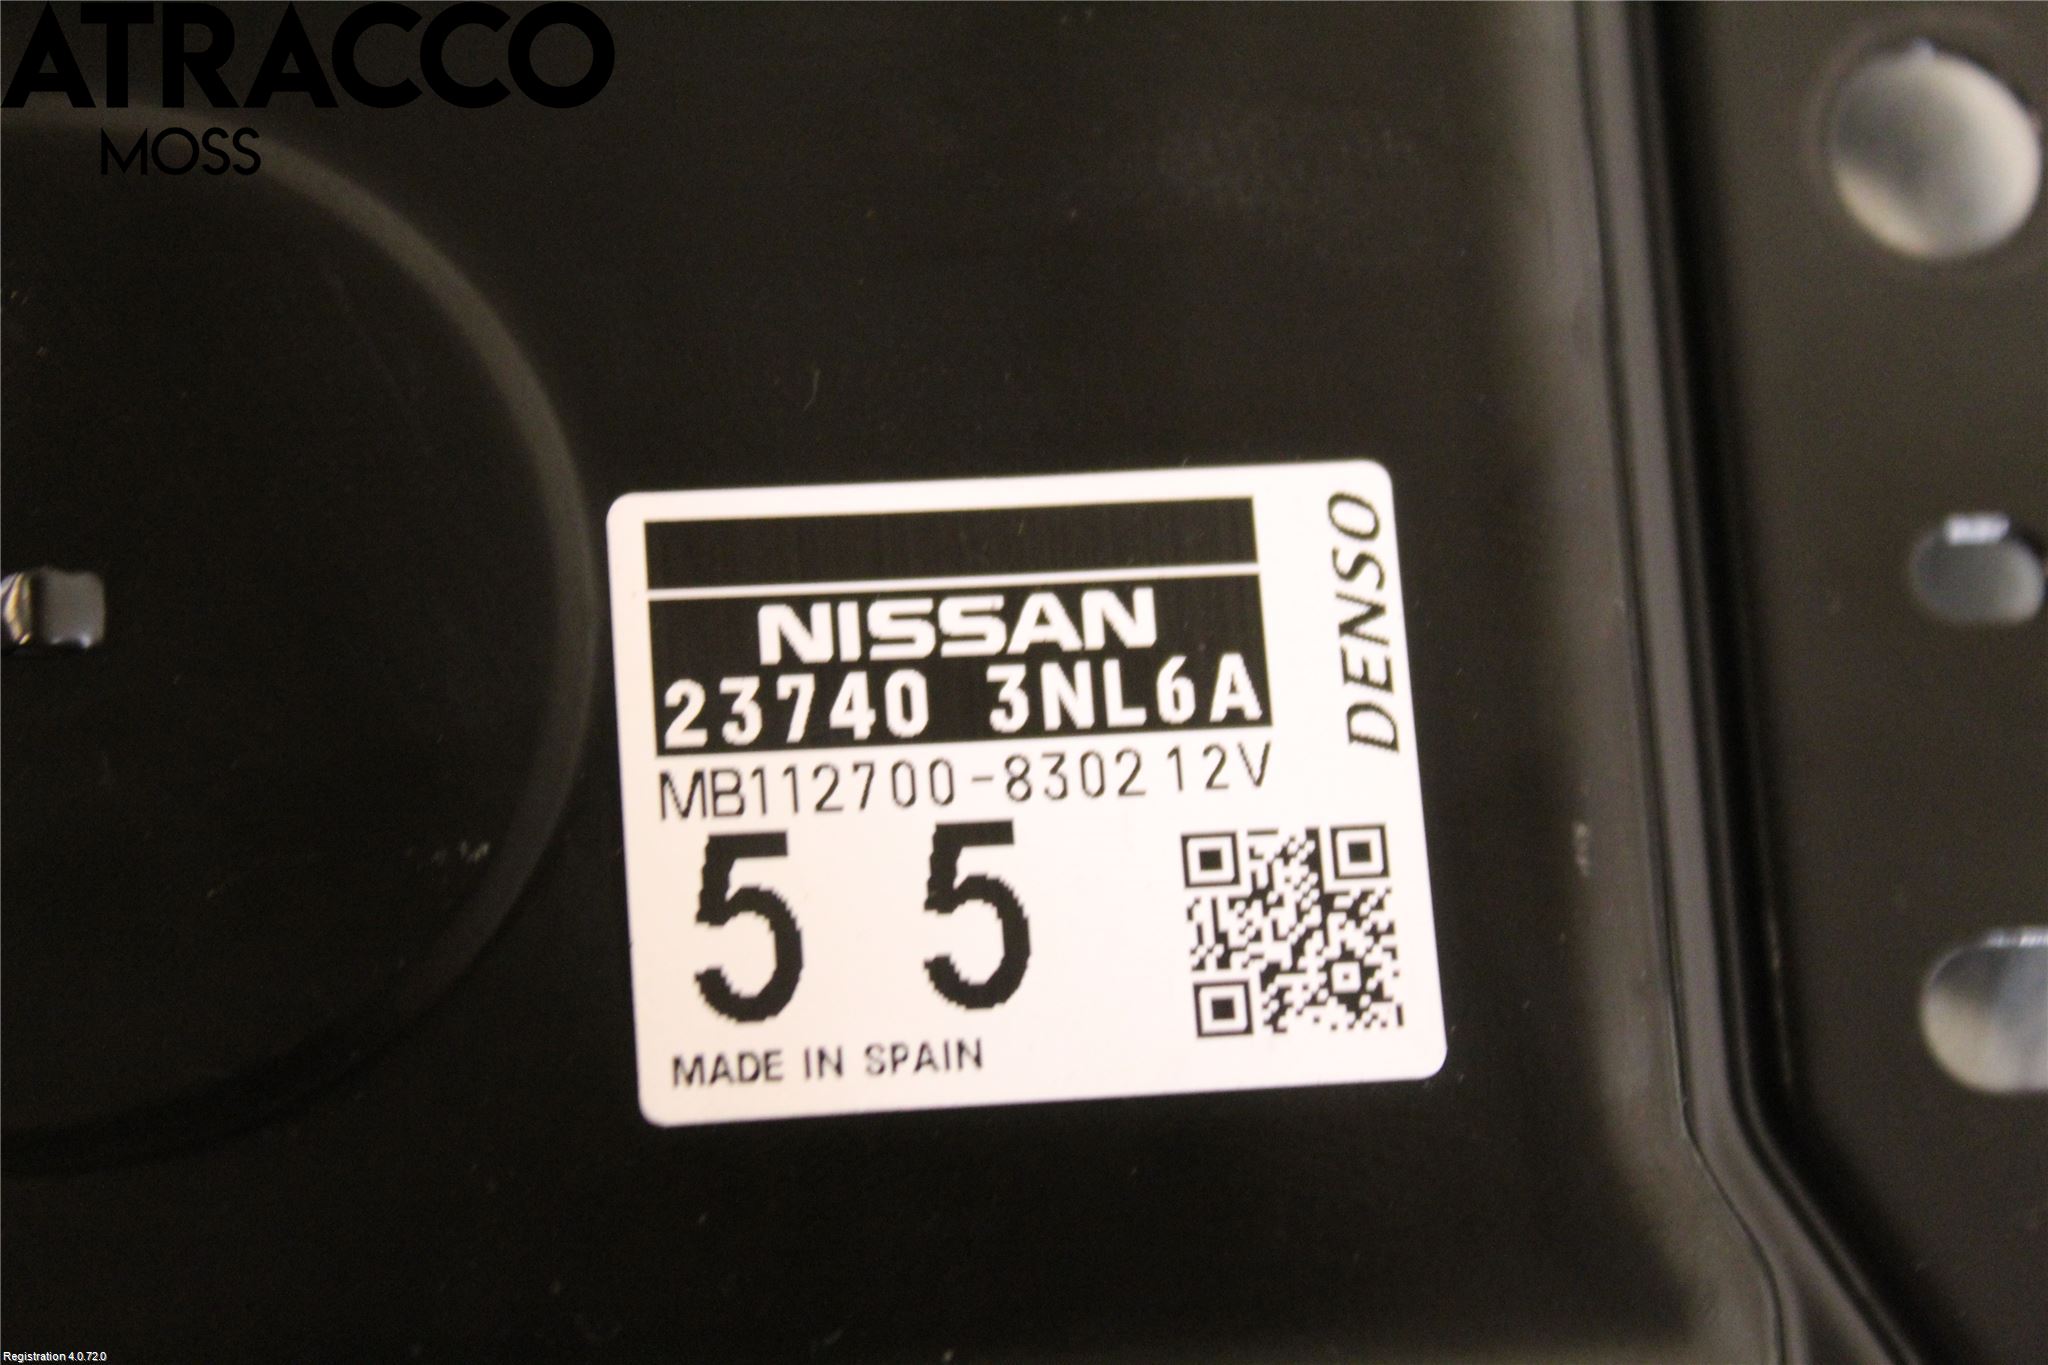 ATRACCO
MOSS
NISSAN
23740 3NL6A
MB112700-8302 12V
5 5
MADE IN SPAIN
DENSO
Registration 4.0.72.0